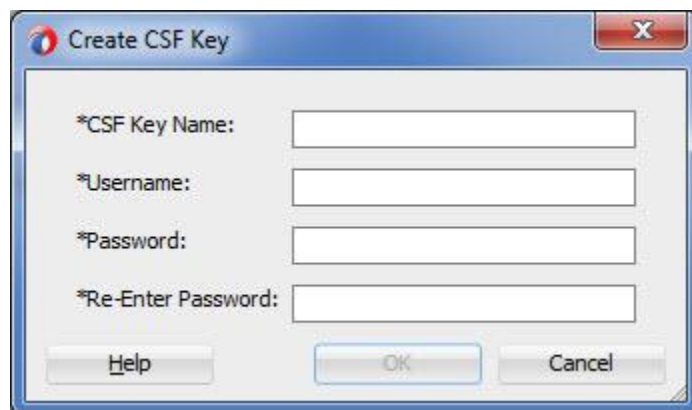 Create CSF Key
*CSF Key Name:
*Username:
*Password:
*Re-Enter Password:
Help OK Cancel